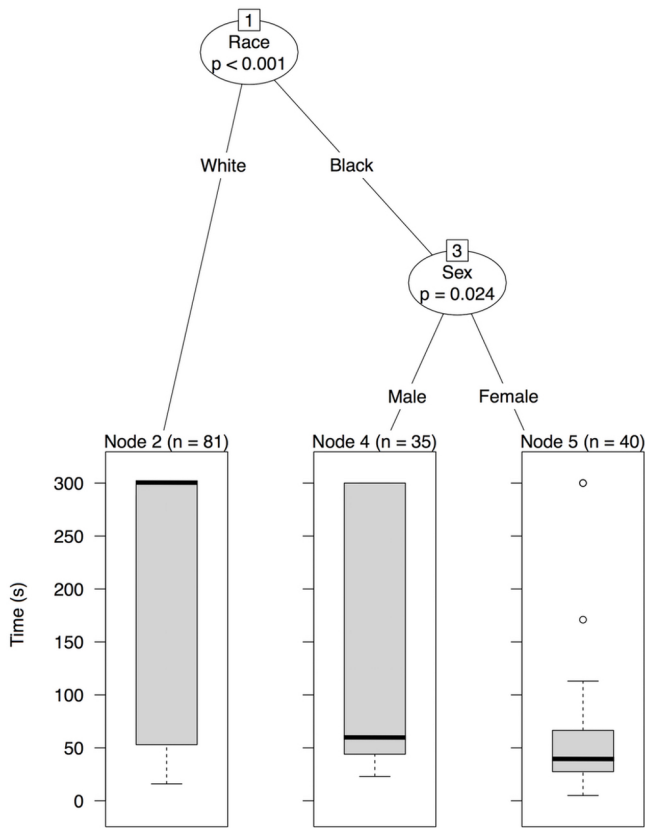 1
Race
p < 0.001
White
Black
3
Sex
p = 0.024
Male
Female
Node 2 (n = 81)
Node 4 (n = 35)
Node 5 (n = 40)
300
250
200
150
100
50
0
Time (s)